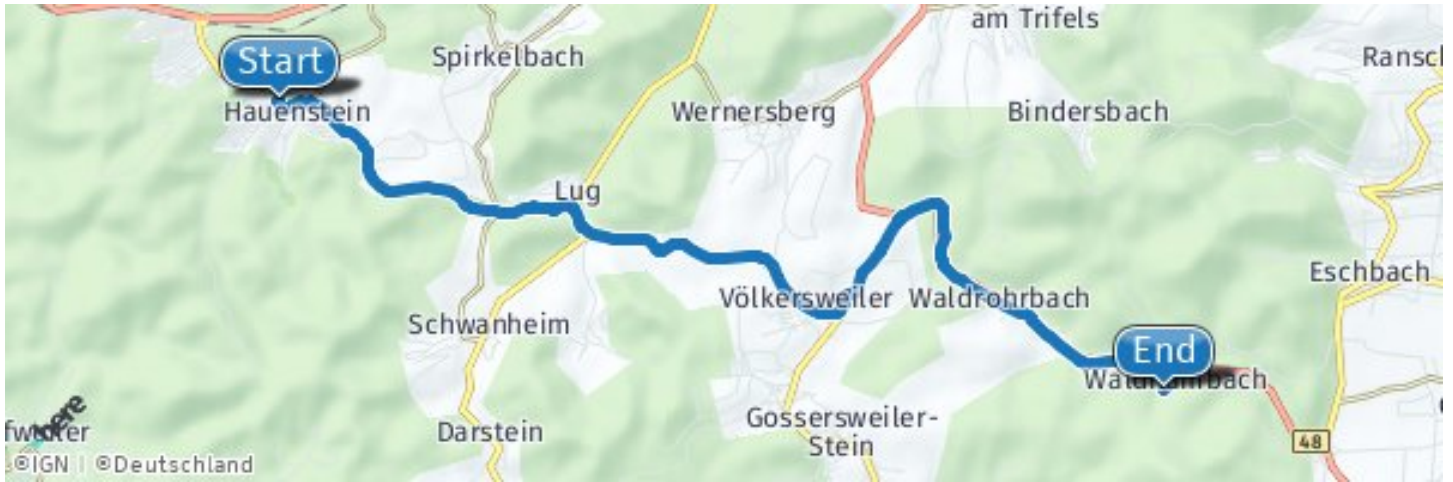 am Trifels
Start
Spirkelbach
Hauenstein
Wernersberg
Bindersbach
Lug
Eschbach
Völkersweiler
Waldrohrbach
Schwanheim
End
Gossersweiler-
Stein
Darstein
48
here
©IGN | ©Deutschland